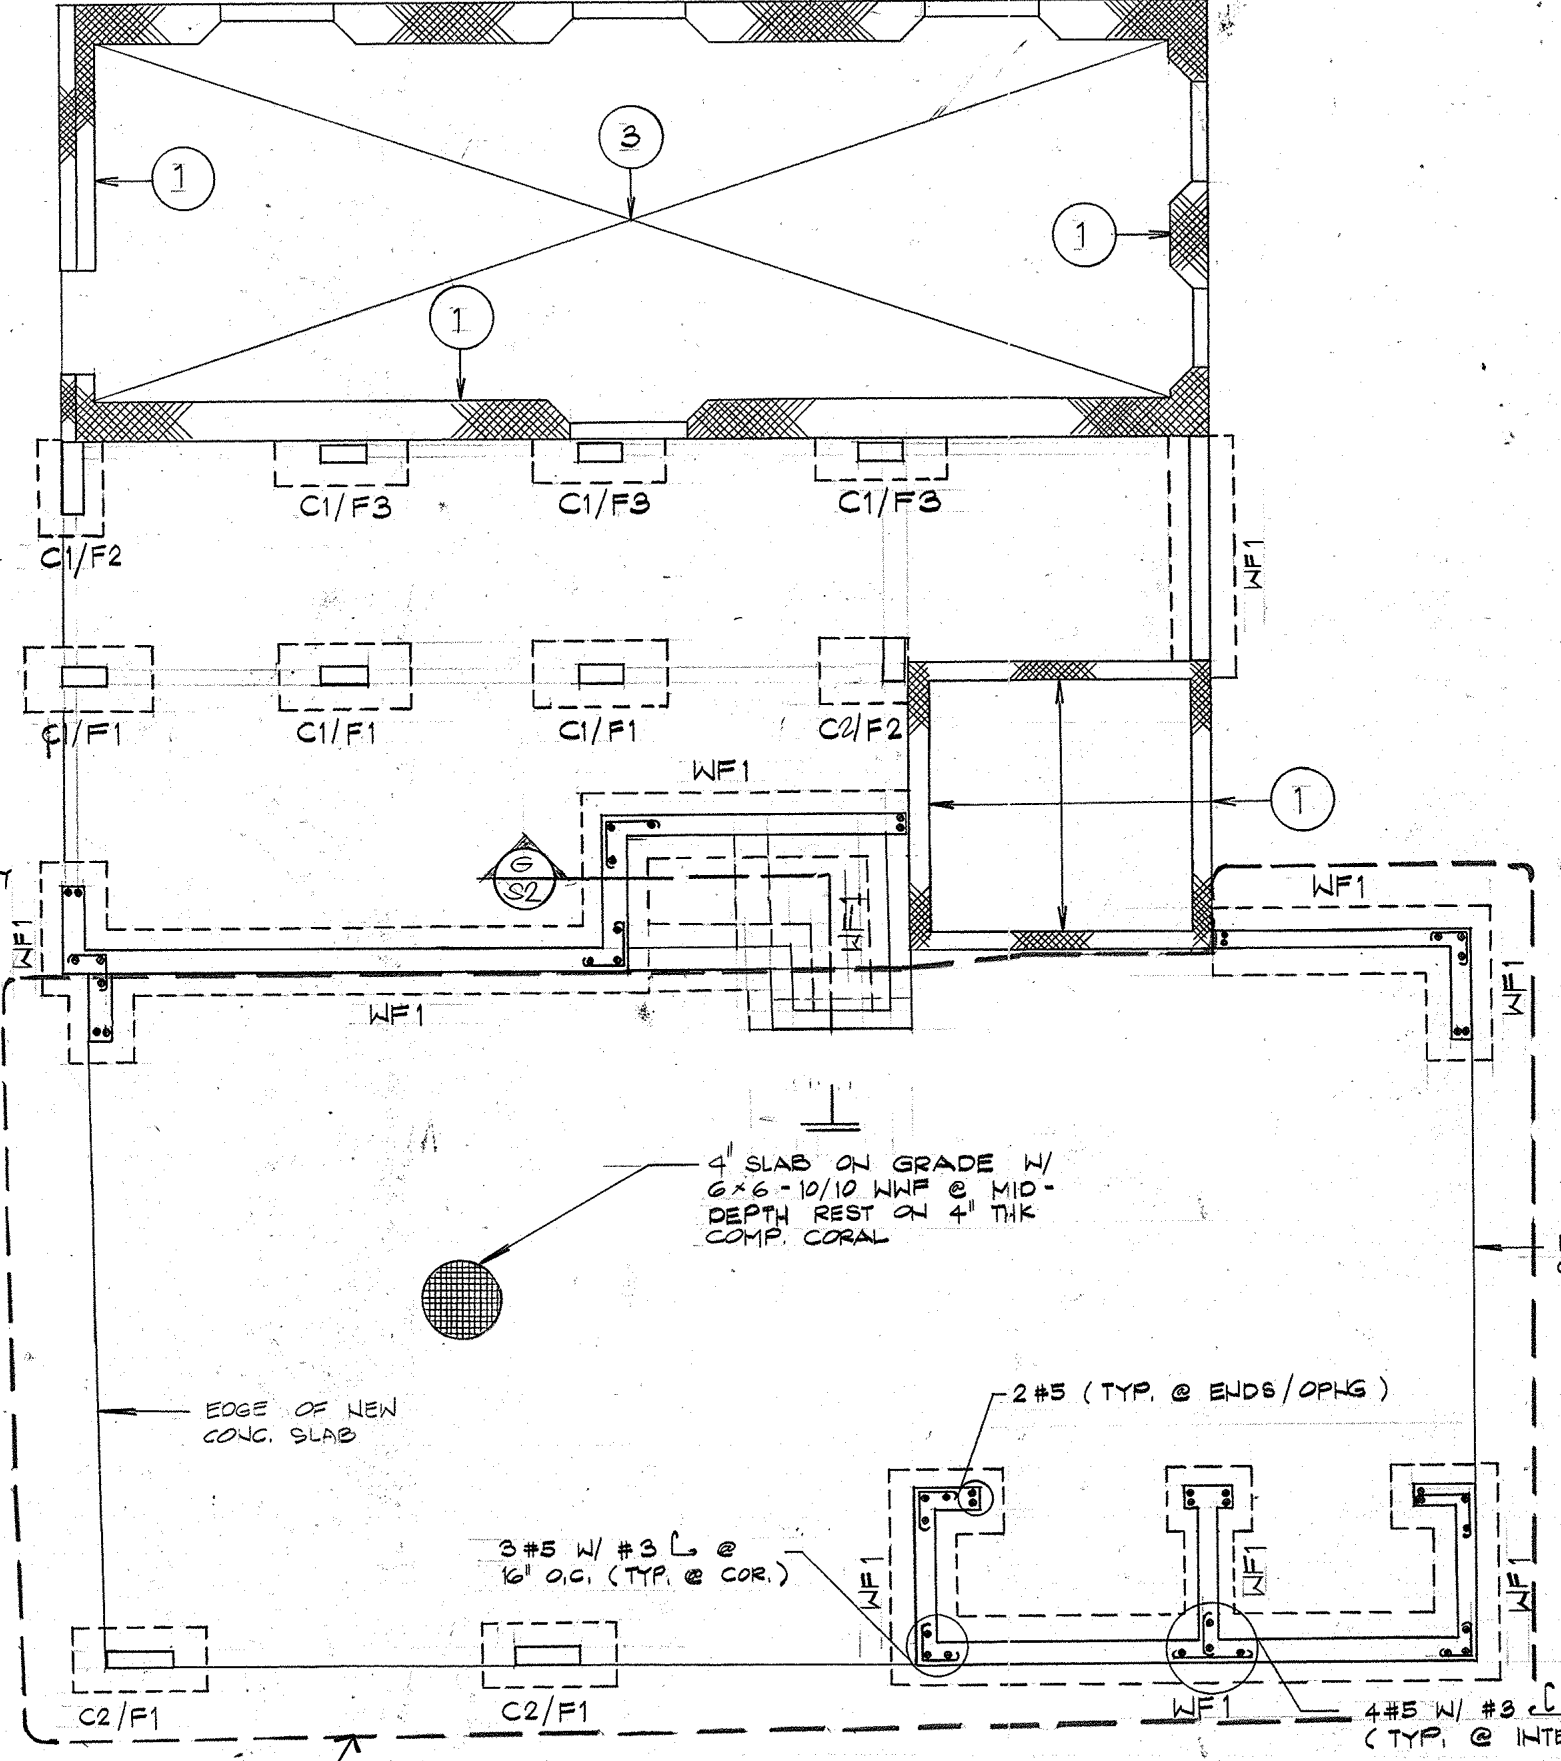 3
1
1
1
C1/F3
C1/F3
C1/F3
C1/F2
WF1
C1/F1
C1/F1
C1/F1
C2/F2
WF1
1
G
S2
WF1
WF1
WF1
WF1
WF1
4" SLAB ON GRADE W/
6×6-10/10 WWF @ MID-
DEPTH REST ON 4" THK
COMP. CORAL
2#5 (TYP. @ ENDS/OPNG)
EDGE OF NEW
CONC. SLAB
3#5 W/ #3 @
16" O.C. (TYP. @ COR.)
WF1
WF1
WF1
C2/F1
C2/F1
WF1
4#5 W/ #3
(TYP. @ INTE